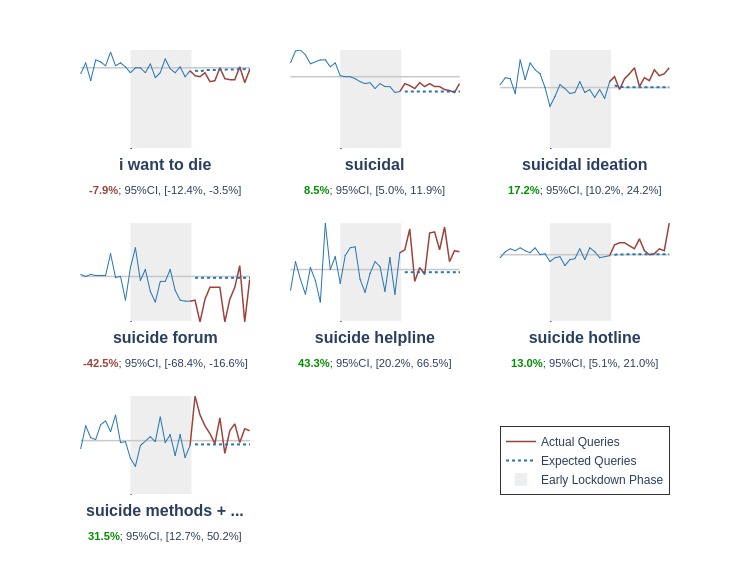 i want to die
-7.9%; 95%CI, [-12.4%, -3.5%]
suicidal
8.5%; 95%CI, [5.0%, 11.9%]
suicidal ideation
17.2%; 95%CI, [10.2%, 24.2%]
suicide forum
-42.5%; 95%CI, [-68.4%, -16.6%]
suicide helpline
43.3%; 95%CI, [20.2%, 66.5%]
suicide hotline
13.0%; 95%CI, [5.1%, 21.0%]
suicide methods + ...
31.5%; 95%CI, [12.7%, 50.2%]
Actual Queries
Expected Queries
Early Lockdown Phase